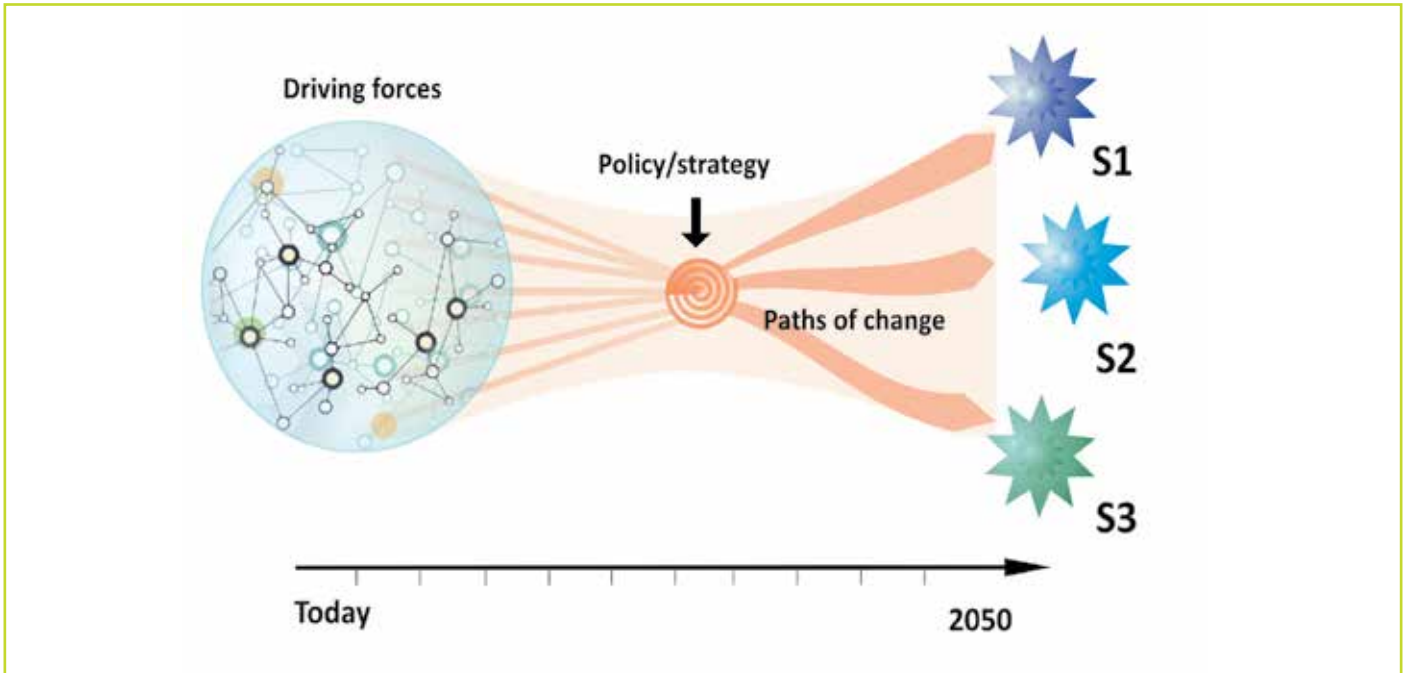 Driving forces
Policy/strategy
S1
Paths of change
S2
S3
Today
2050